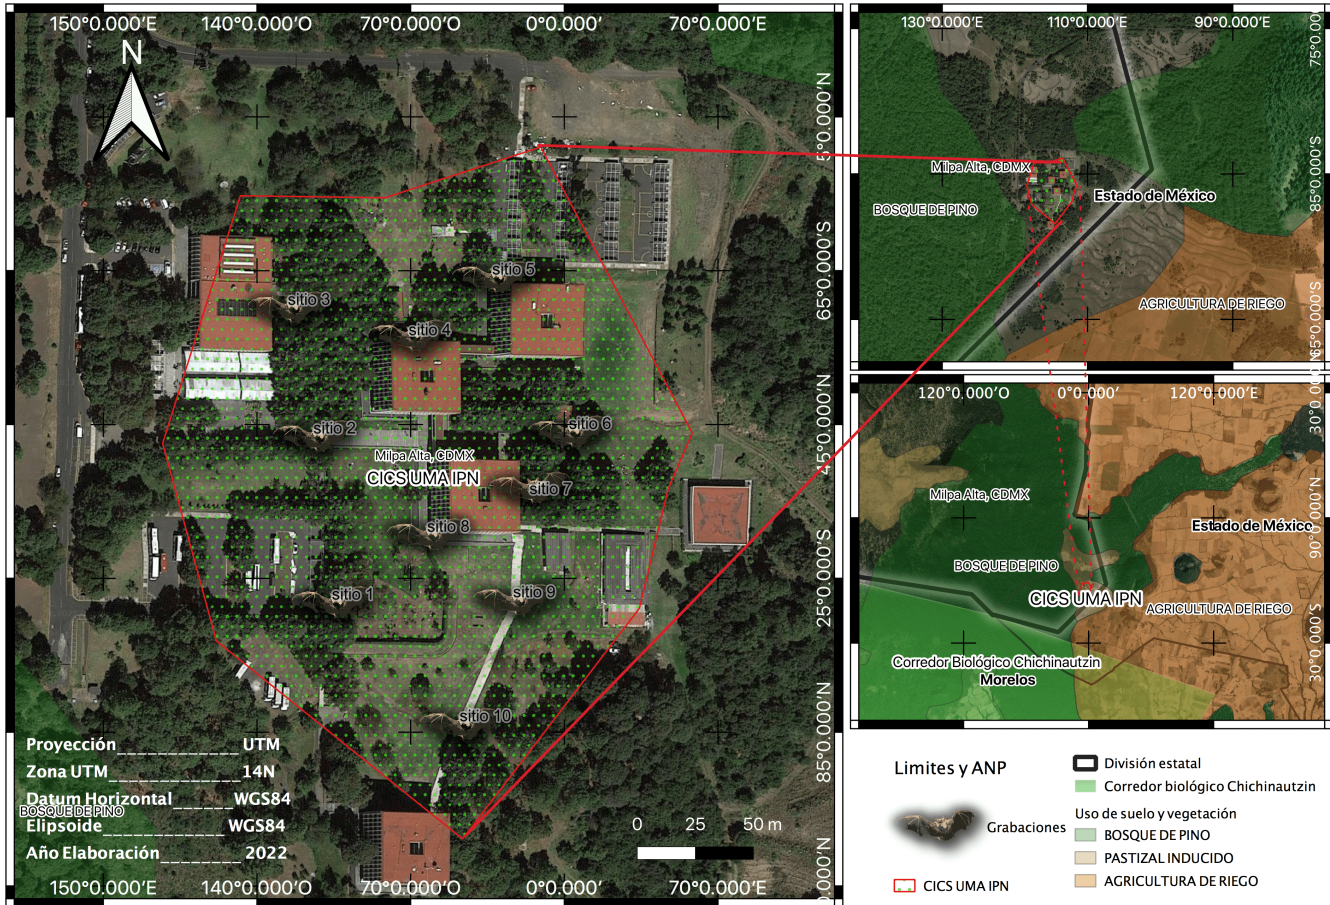 150°0.000'E
140°0.000'O
70°0.000'O
0°0.000'E
70°0.000'E
N
5°0.000'N
65°0.000'S
45°0.000'N
25°0.000'S
85°0.000'N
0.000'N
sitio 5
sitio 3
sitio 4
sitio 2
sitio 6
Milpa Alta, CDMX
CICS UMA IPN
sitio 7
sitio 8
sitio 1
sitio 9
sitio 10
Proyección____________UTM
Zona UTM____________14N
Datum Horizontal______WGS84
BOSQUE DE PINO
Elipsoide____________WGS84
Año Elaboración________2022
0 25 50 m
150°0.000'E
140°0.000'O
70°0.000'O
0°0.000'E
70°0.000'E
130°0.000'O
110°0.000'O
90°0.000'O
75°0.00
85°0.000'S
65°0.000'S
Milpa Alta, CDMX
Estado de México
BOSQUE DE PINO
AGRICULTURA DE RIEGO
120°0.000'O
0°0.000'O
120°0.000'E
30°0.000'
90°0.000'N
30°0.000'S
Milpa Alta, CDMX
Estado de México
BOSQUE DE PINO
CICS UMA IPN
AGRICULTURA DE RIEGO
Corredor Biológico Chichinautzin
Morelos
Limites y ANP
Grabaciones
CICS UMA IPN
División estatal
Corredor biológico Chichinautzin
Uso de suelo y vegetación
BOSQUE DE PINO
PASTIZAL INDUCIDO
AGRICULTURA DE RIEGO